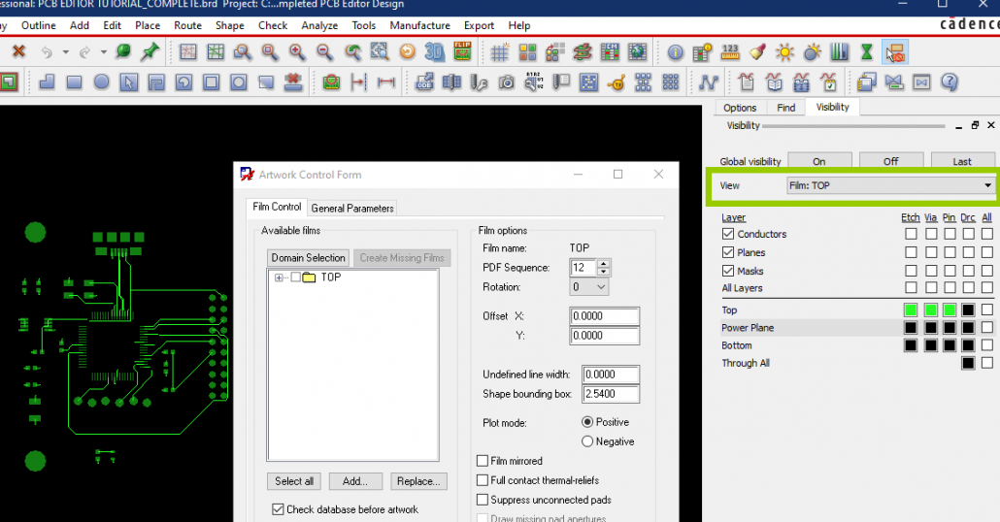 essional: PCB EDITOR TUTORIAL_COMPLETE.brd Project: C:...mpleted PCB Editor Design
ay Outline Add Edit Place Route Shape Check Analyze Manufacture Export Help
cādence
3D FLIP
123
R1R2
Options Find Visibility
Visibility
Global visibility On Off Last
View Film: TOP
Layer Etch Via Pin Drc All
Conductors
Planes
Masks
All Layers
Top
Power Plane
Bottom
Through All
Artwork Control Form
Film Control General Parameters
Available films
Domain Selection Create Missing Films
TOP
Select all Add... Replace...
Check database before artwork
Film options
Film name: TOP
PDF Sequence: 12
Rotation: 0
Offset X: 0.0000
Y: 0.0000
Undefined line width: 0.0000
Shape bounding box: 2.5400
Plot mode: Positive
Negative
Film mirrored
Full contact thermal-reliefs
Suppress unconnected pads
Draw missing pad apertures